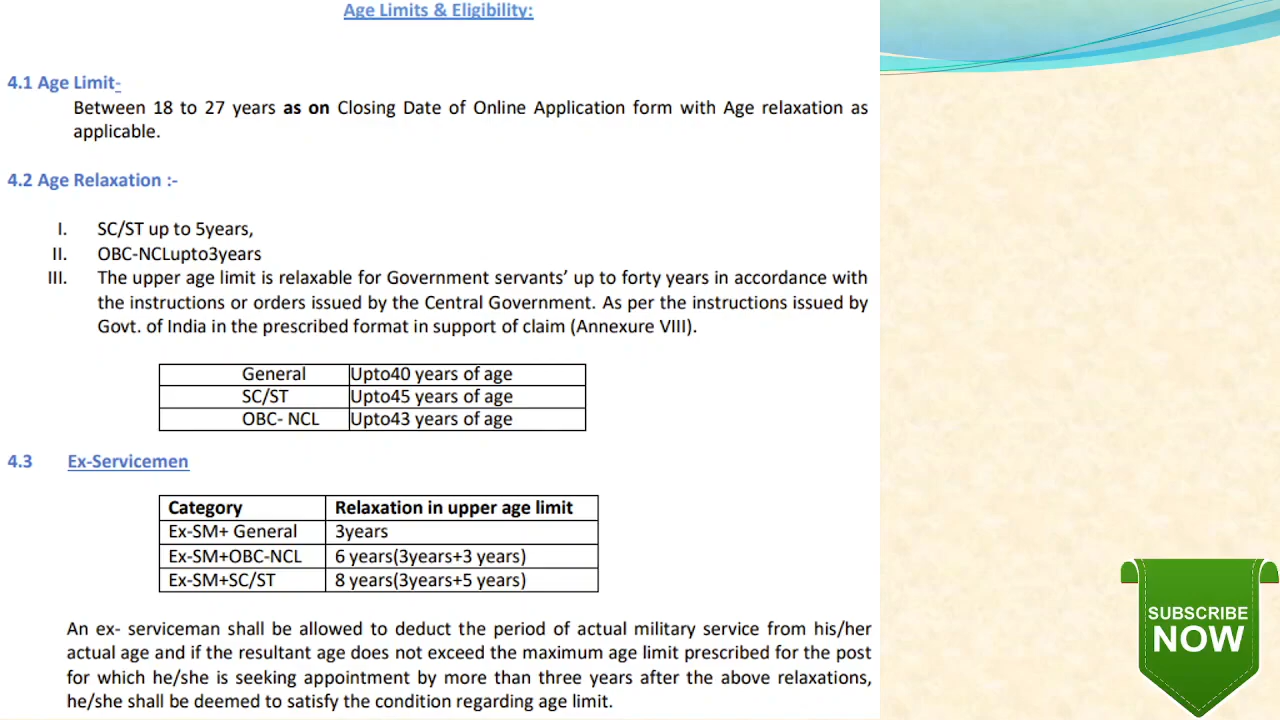 Age Limits & Eligibility:
4.1 Age Limit-
Between 18 to 27 years as on Closing Date of Online Application form with Age relaxation as
applicable.
4.2 Age Relaxation :-
I. SC/ST up to 5years,
II. OBC-NCLupto3years
III. The upper age limit is relaxable for Government servants’ up to forty years in accordance with
the instructions or orders issued by the Central Government. As per the instructions issued by
Govt. of India in the prescribed format in support of claim (Annexure VIII).
General Upto40 years of age
SC/ST Upto45 years of age
OBC- NCL Upto43 years of age
4.3 Ex-Servicemen
Category Relaxation in upper age limit
Ex-SM+ General 3years
Ex-SM+OBC-NCL 6 years(3years+3 years)
Ex-SM+SC/ST 8 years(3years+5 years)
An ex- serviceman shall be allowed to deduct the period of actual military service from his/her
actual age and if the resultant age does not exceed the maximum age limit prescribed for the post
for which he/she is seeking appointment by more than three years after the above relaxations,
he/she shall be deemed to satisfy the condition regarding age limit.
SUBSCRIBE
NOW